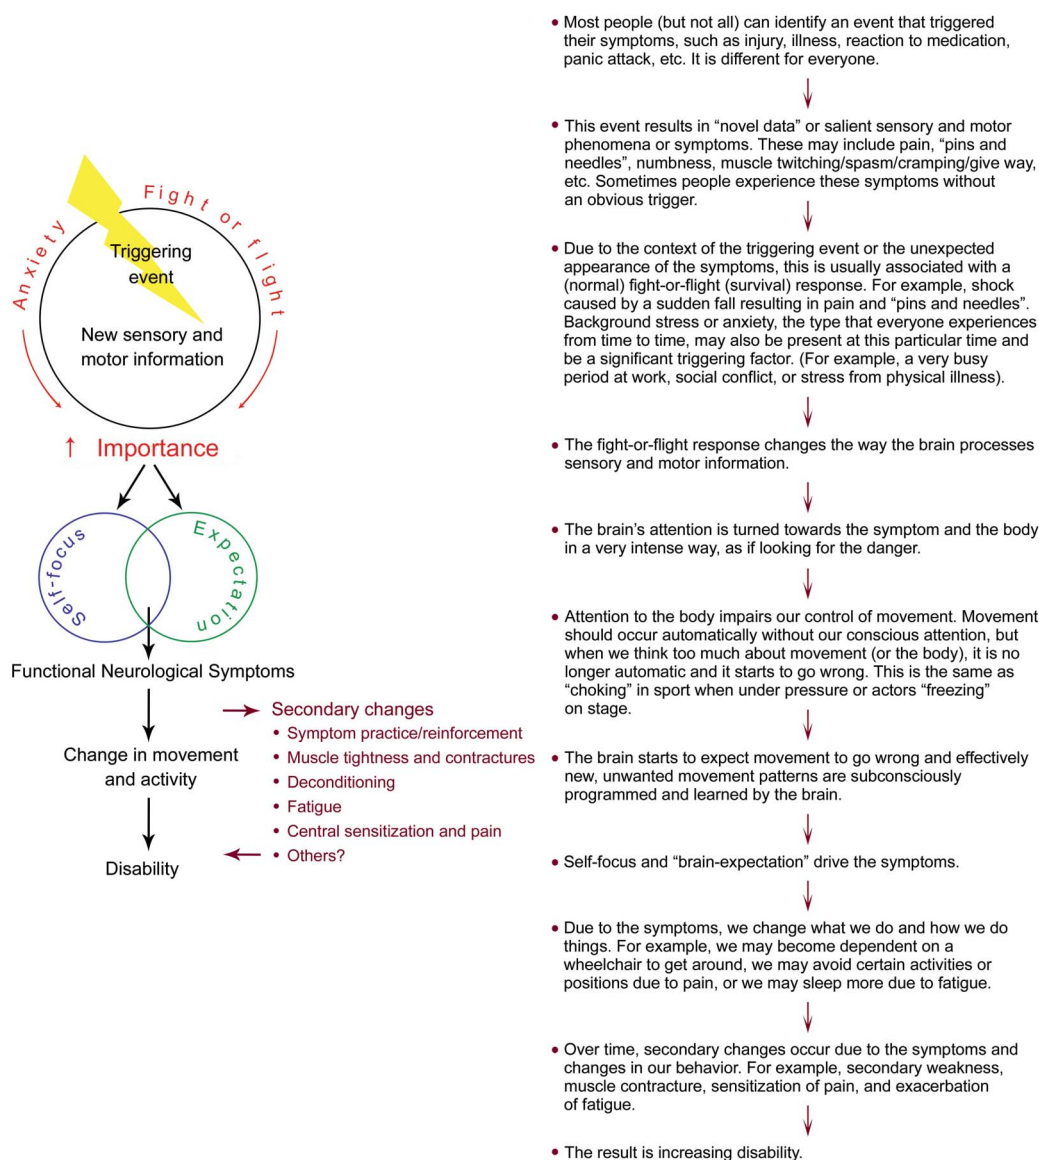 Anxiety
Fight or flight
Triggering
event
New sensory and
motor information
↑ Importance
Self-focus
Expectation
Functional Neurological Symptoms
Change in movement
and activity
Disability
Secondary changes
• Symptom practice/reinforcement
• Muscle tightness and contractures
• Deconditioning
• Fatigue
• Central sensitization and pain
• Others?
• Most people (but not all) can identify an event that triggered
their symptoms, such as injury, illness, reaction to medication,
panic attack, etc. It is different for everyone.
• This event results in “novel data” or salient sensory and motor
phenomena or symptoms. These may include pain, “pins and
needles”, numbness, muscle twitching/spasm/cramping/give way,
etc. Sometimes people experience these symptoms without
an obvious trigger.
• Due to the context of the triggering event or the unexpected
appearance of the symptoms, this is usually associated with a
(normal) fight-or-flight (survival) response. For example, shock
caused by a sudden fall resulting in pain and “pins and needles”.
Background stress or anxiety, the type that everyone experiences
from time to time, may also be present at this particular time and
be a significant triggering factor. (For example, a very busy
period at work, social conflict, or stress from physical illness).
• The fight-or-flight response changes the way the brain processes
sensory and motor information.
• The brain’s attention is turned towards the symptom and the body
in a very intense way, as if looking for the danger.
• Attention to the body impairs our control of movement. Movement
should occur automatically without our conscious attention, but
when we think too much about movement (or the body), it is no
longer automatic and it starts to go wrong. This is the same as
“choking” in sport when under pressure or actors “freezing”
on stage.
• The brain starts to expect movement to go wrong and effectively
new, unwanted movement patterns are subconsciously
programmed and learned by the brain.
• Self-focus and “brain-expectation” drive the symptoms.
• Due to the symptoms, we change what we do and how we do
things. For example, we may become dependent on a
wheelchair to get around, we may avoid certain activities or
positions due to pain, or we may sleep more due to fatigue.
• Over time, secondary changes occur due to the symptoms and
changes in our behavior. For example, secondary weakness,
muscle contracture, sensitization of pain, and exacerbation
of fatigue.
• The result is increasing disability.